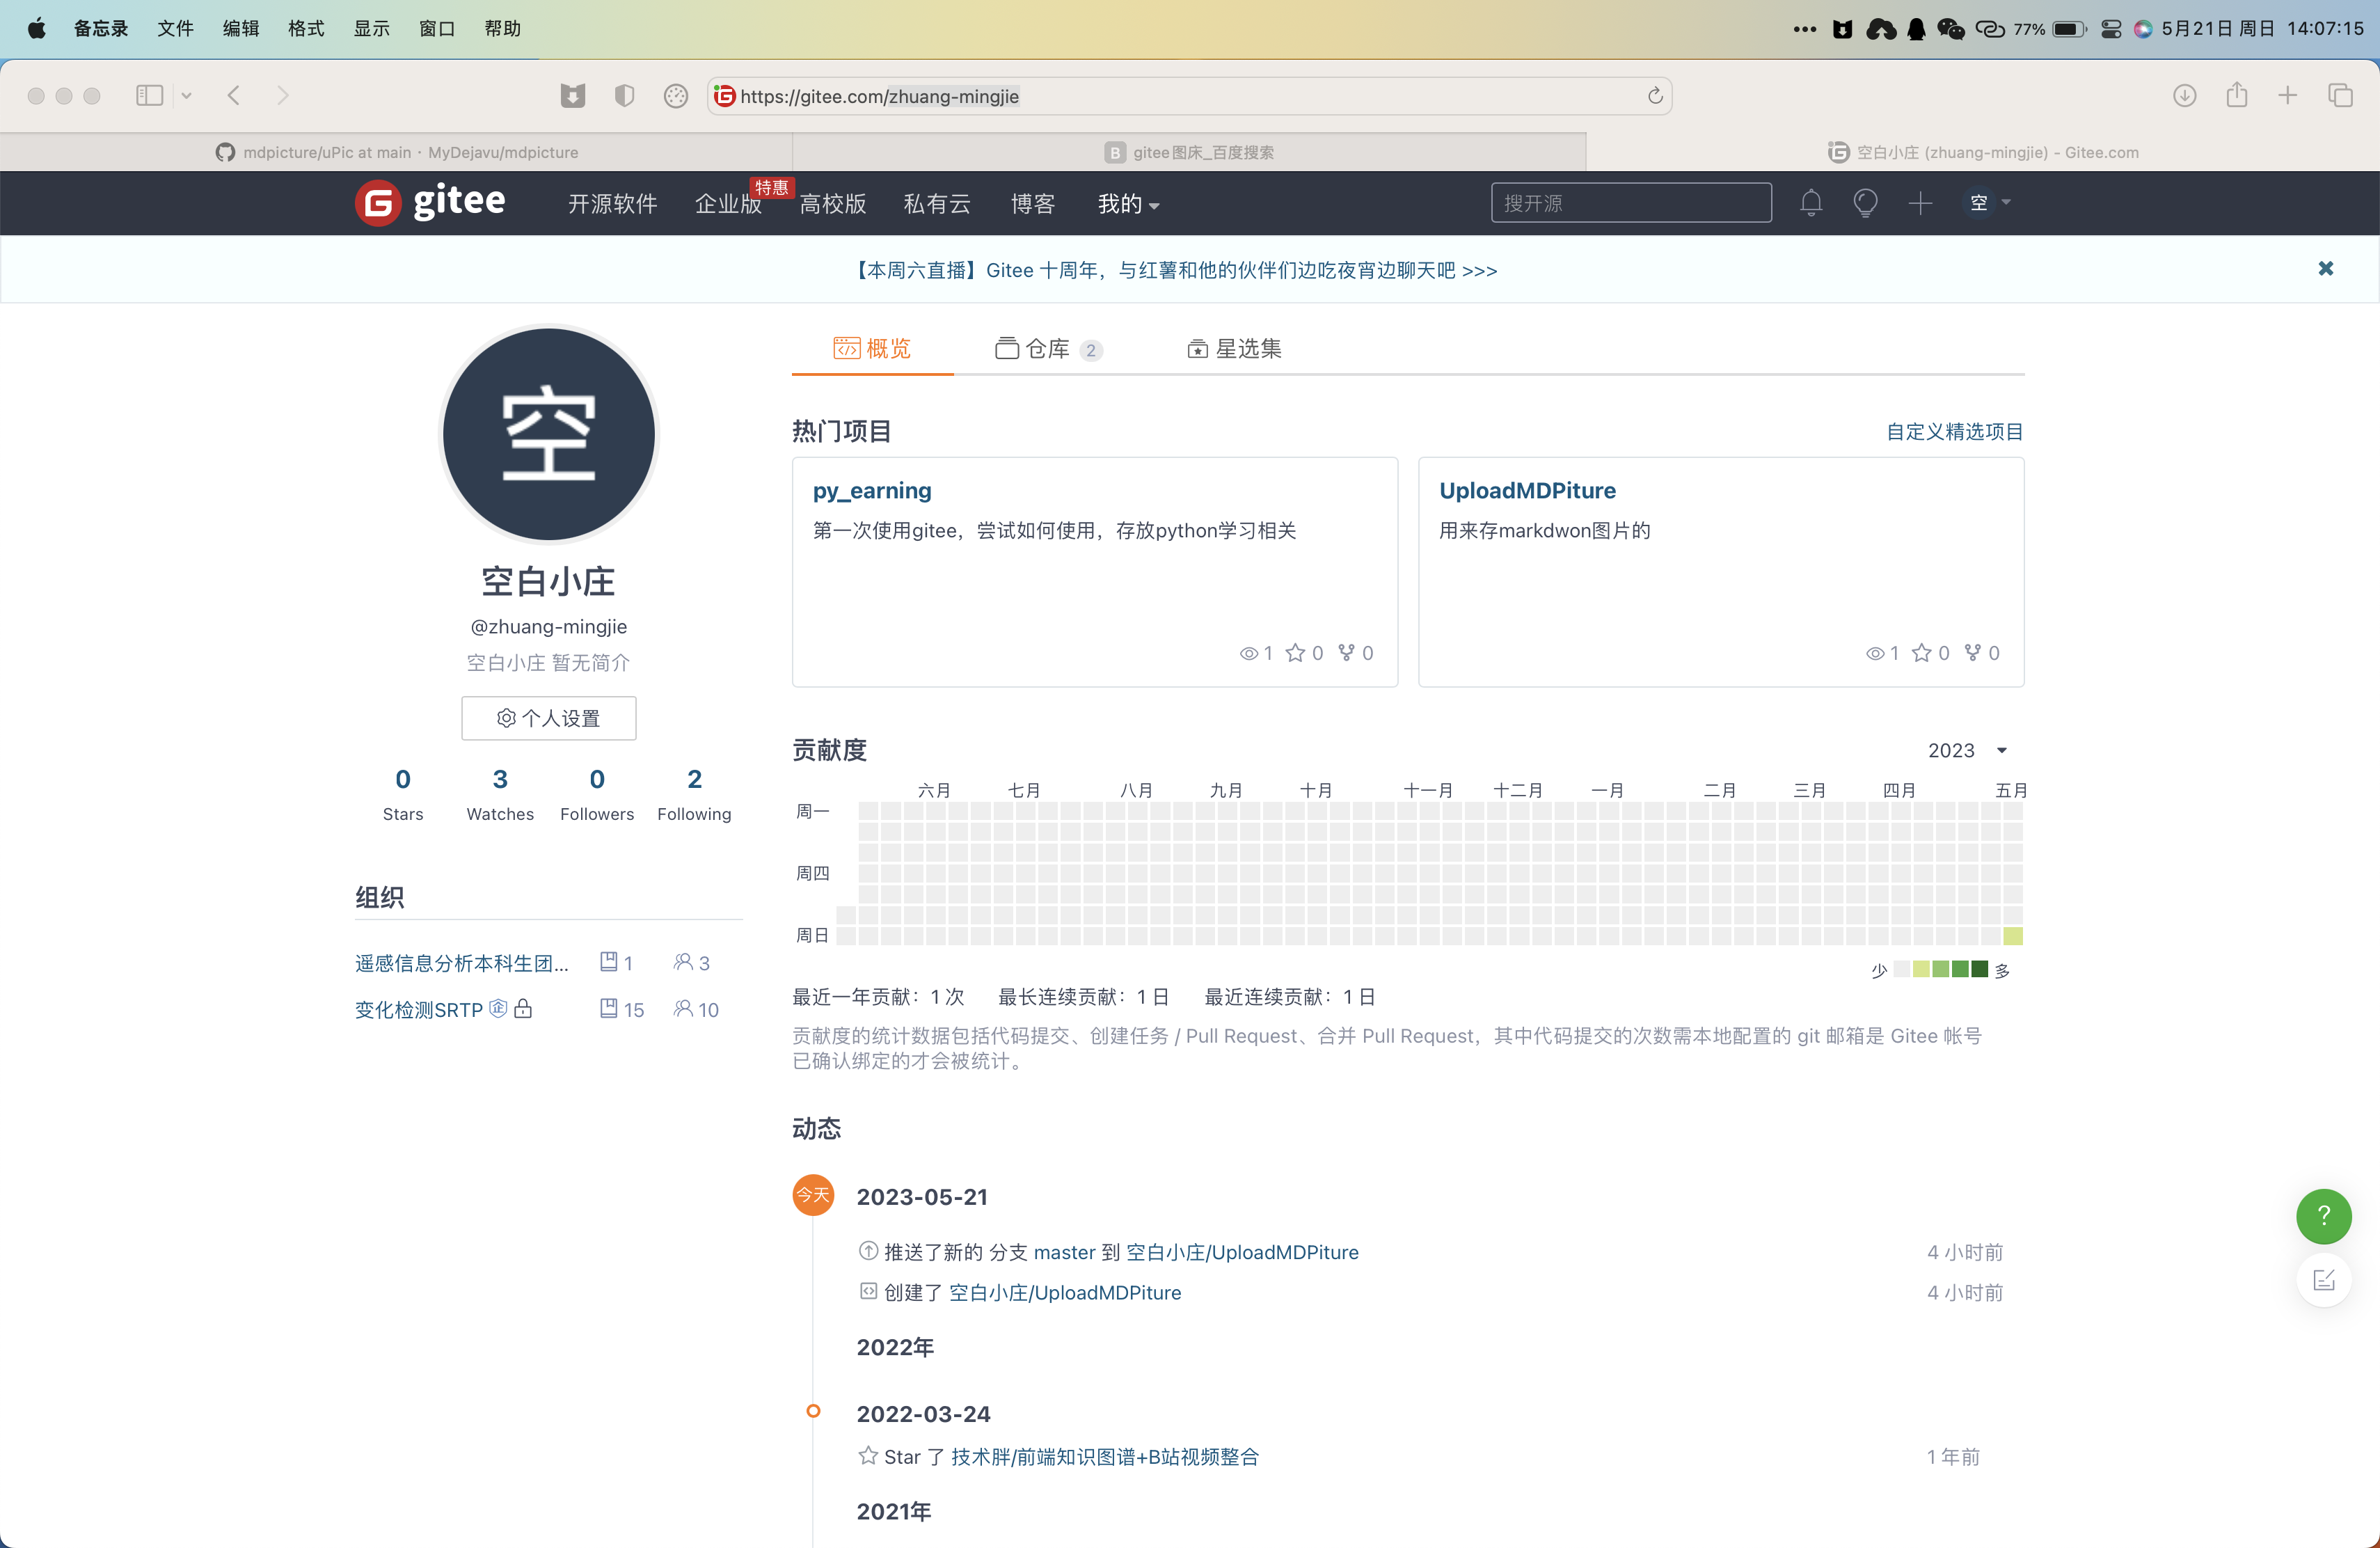 备忘录 文件 编辑 格式 显示 窗口 帮助 77% 5月21日 周日 14:07:15
https://gitee.com/zhuang-mingjie
mdpicture/uPic at main · MyDejavu/mdpicture
B gitee图床_百度搜索
空白小庄 (zhuang-mingjie) - Gitee.com
gitee 开源软件 企业版 特惠 高校版 私有云 博客 我的 搜开源 空
【本周六直播】Gitee 十周年，与红薯和他的伙伴们边吃夜宵边聊天吧 >>>
空
空白小庄
@zhuang-mingjie
空白小庄 暂无简介
个人设置
0 3 0 2
Stars Watches Followers Following
组织
遥感信息分析本科生团... 1 3
变化检测SRTP 企 15 10
概览 仓库 2 星选集
热门项目 自定义精选项目
py_earning
第一次使用gitee，尝试如何使用，存放python学习相关
1 0 0
UploadMDPiture
用来存markdwon图片的
1 0 0
贡献度 2023
六月 七月 八月 九月 十月 十一月 十二月 一月 二月 三月 四月 五月
周一
周四
周日
少 多
最近一年贡献：1 次 最长连续贡献：1 日 最近连续贡献：1 日
贡献度的统计数据包括代码提交、创建任务 / Pull Request、合并 Pull Request，其中代码提交的次数需本地配置的 git 邮箱是 Gitee 帐号
已确认绑定的才会被统计。
动态
今天 2023-05-21
推送了新的 分支 master 到 空白小庄/UploadMDPiture 4 小时前
创建了 空白小庄/UploadMDPiture 4 小时前
2022年
2022-03-24
Star 了 技术胖/前端知识图谱+B站视频整合 1 年前
2021年
?